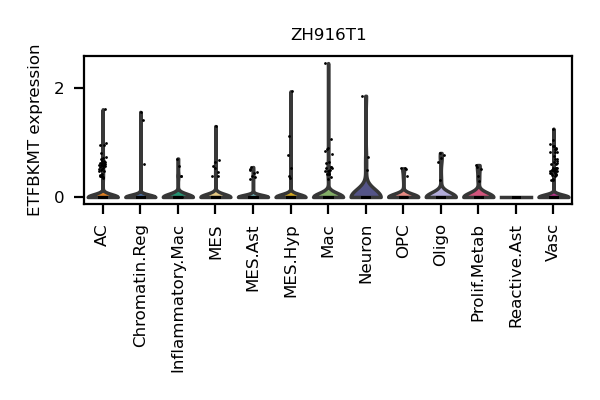 ZH916T1
ETFBKMT expression
2
0
AC
Chromatin.Reg
Inflammatory.Mac
MES
MES.Ast
MES.Hyp
Mac
Neuron
OPC
Oligo
Prolif.Metab
Reactive.Ast
Vasc